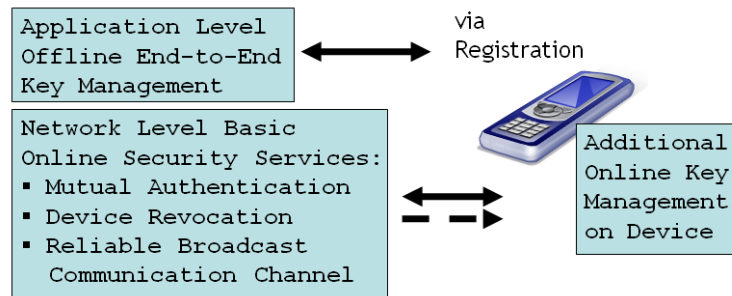 Application Level
Offline End-to-End
Key Management
via
Registration
Network Level Basic
Online Security Services:
▪ Mutual Authentication
▪ Device Revocation
▪ Reliable Broadcast
Communication Channel
Additional
Online Key
Management
on Device